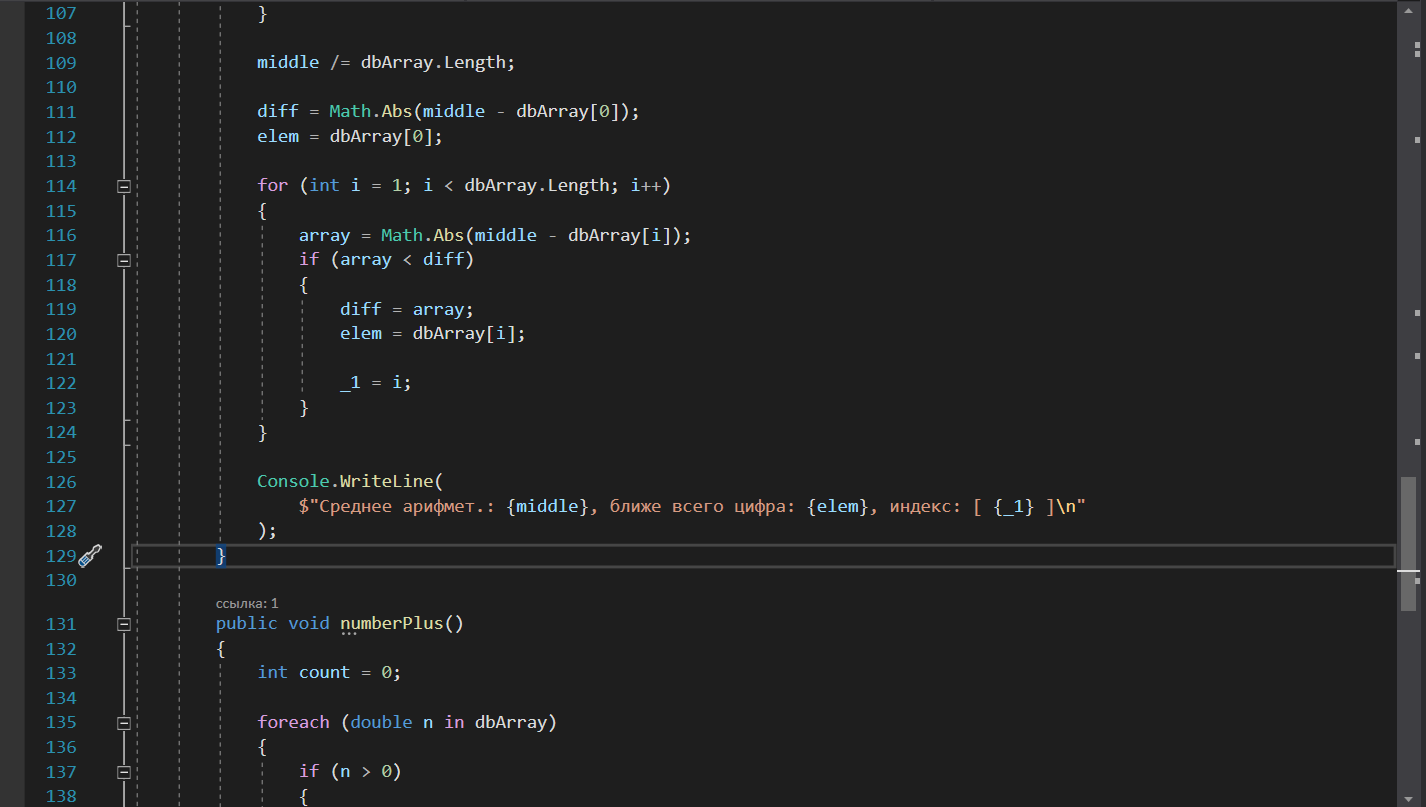 107 }
108
109 middle /= dbArray.Length;
110
111 diff = Math.Abs(middle - dbArray[0]);
112 elem = dbArray[0];
113
114 for (int i = 1; i < dbArray.Length; i++)
115 {
116 array = Math.Abs(middle - dbArray[i]);
117 if (array < diff)
118 {
119 diff = array;
120 elem = dbArray[i];
121
122 _1 = i;
123 }
124 }
125
126 Console.WriteLine(
127 $"Среднее арифмет.: {middle}, ближе всего цифра: {elem}, индекс: [ {_1} ]\n"
128 );
129 }
130
ссылка: 1
131 public void numberPlus()
132 {
133 int count = 0;
134
135 foreach (double n in dbArray)
136 {
137 if (n > 0)
138 {